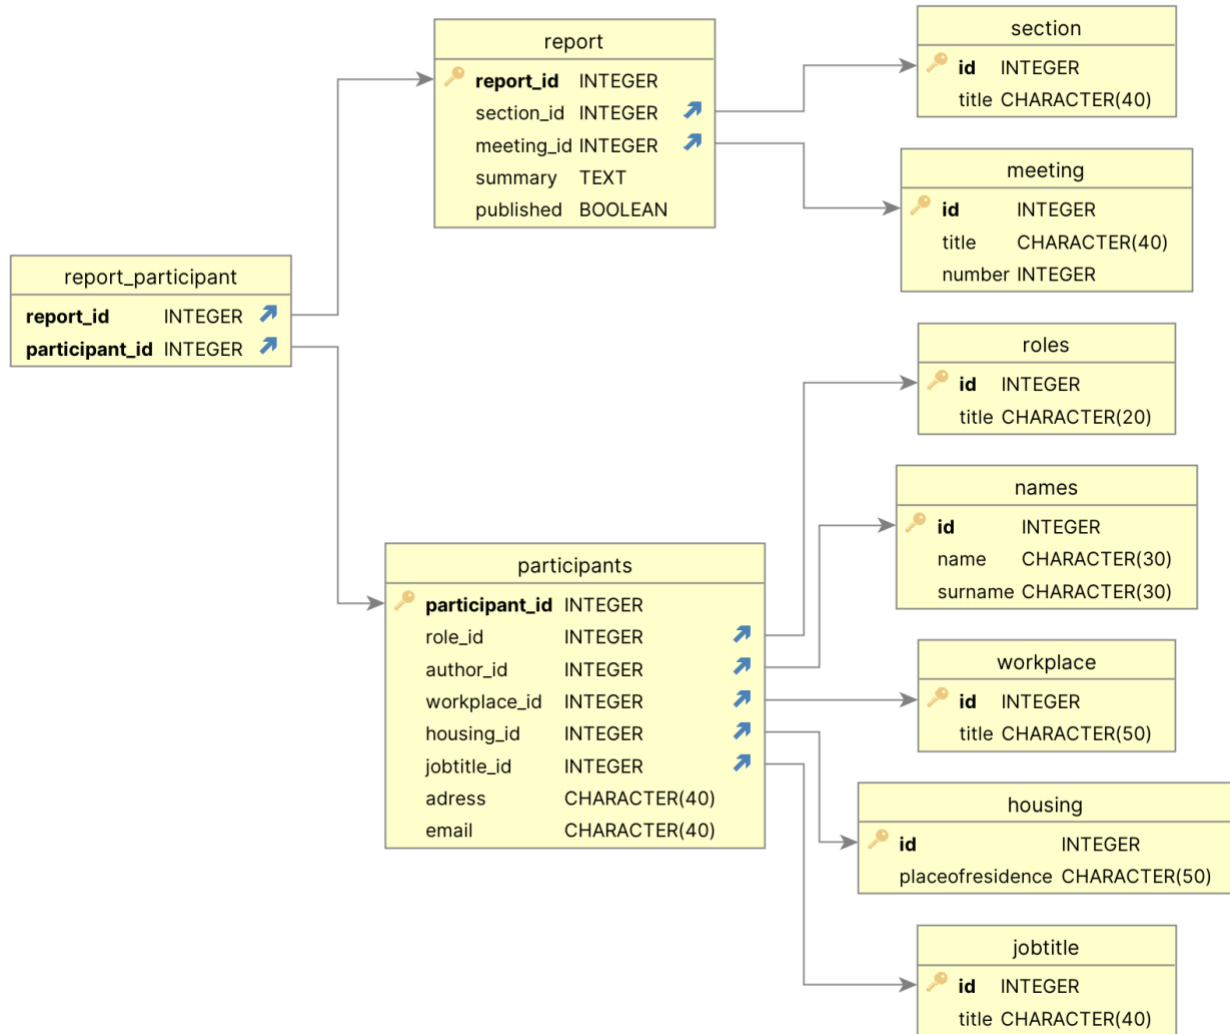 report
report_id INTEGER
section_id INTEGER
meeting_id INTEGER
summary TEXT
published BOOLEAN
section
id INTEGER
title CHARACTER(40)
meeting
id INTEGER
title CHARACTER(40)
number INTEGER
report_participant
report_id INTEGER
participant_id INTEGER
roles
id INTEGER
title CHARACTER(20)
names
id INTEGER
name CHARACTER(30)
surname CHARACTER(30)
participants
participant_id INTEGER
role_id INTEGER
author_id INTEGER
workplace_id INTEGER
housing_id INTEGER
jobtitle_id INTEGER
adress CHARACTER(40)
email CHARACTER(40)
workplace
id INTEGER
title CHARACTER(50)
housing
id INTEGER
placeofresidence CHARACTER(50)
jobtitle
id INTEGER
title CHARACTER(40)